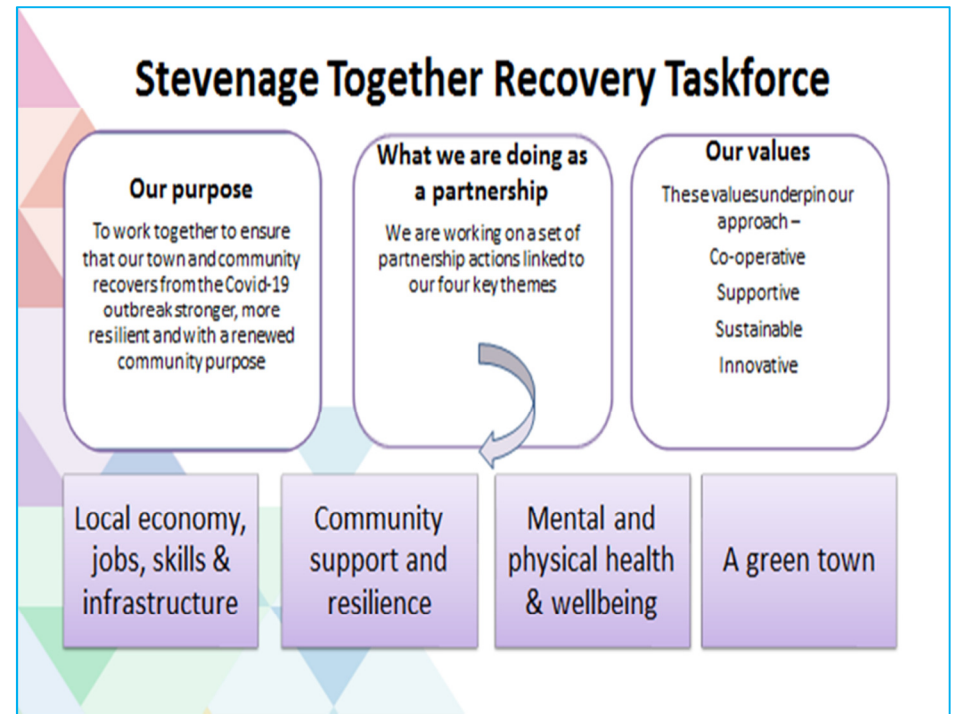 Stevenage Together Recovery Taskforce
Our purpose
To work together to ensure
that our town and community
recovers from the Covid-19
outbreak stronger, more
resilient and with a renewed
community purpose
What we are doing as
a partnership
We are working on a set of
partnership actions linked to
our four key themes
Our values
These values underpin our
approach –
Co-operative
Supportive
Sustainable
Innovative
Local economy,
jobs, skills &
infrastructure
Community
support and
resilience
Mental and
physical health
& wellbeing
A green town